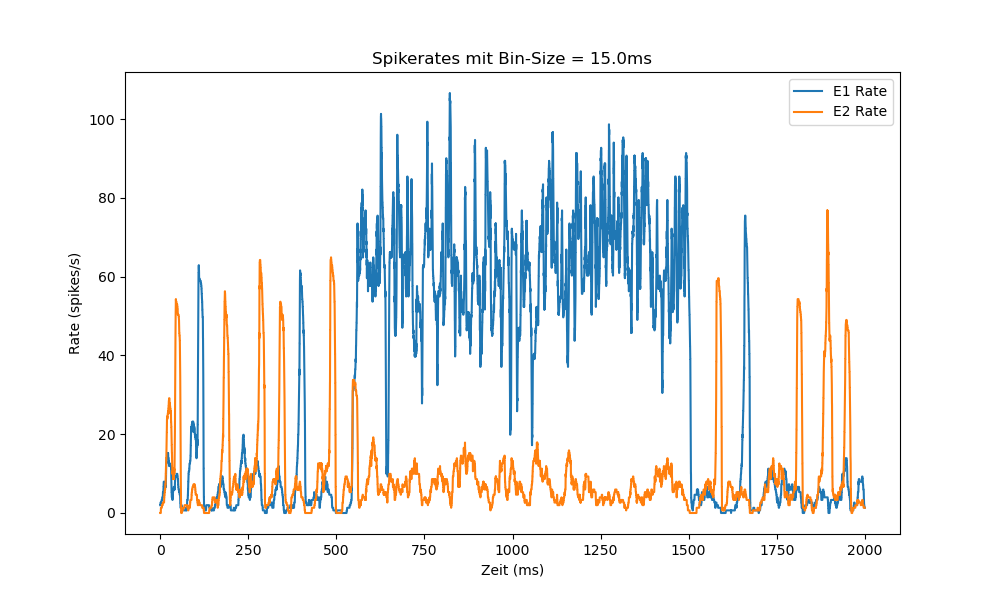 Spikerates mit Bin-Size = 15.0ms
E1 Rate
E2 Rate
Rate (spikes/s)
100
80
60
40
20
0
0 250 500 750 1000 1250 1500 1750 2000
Zeit (ms)